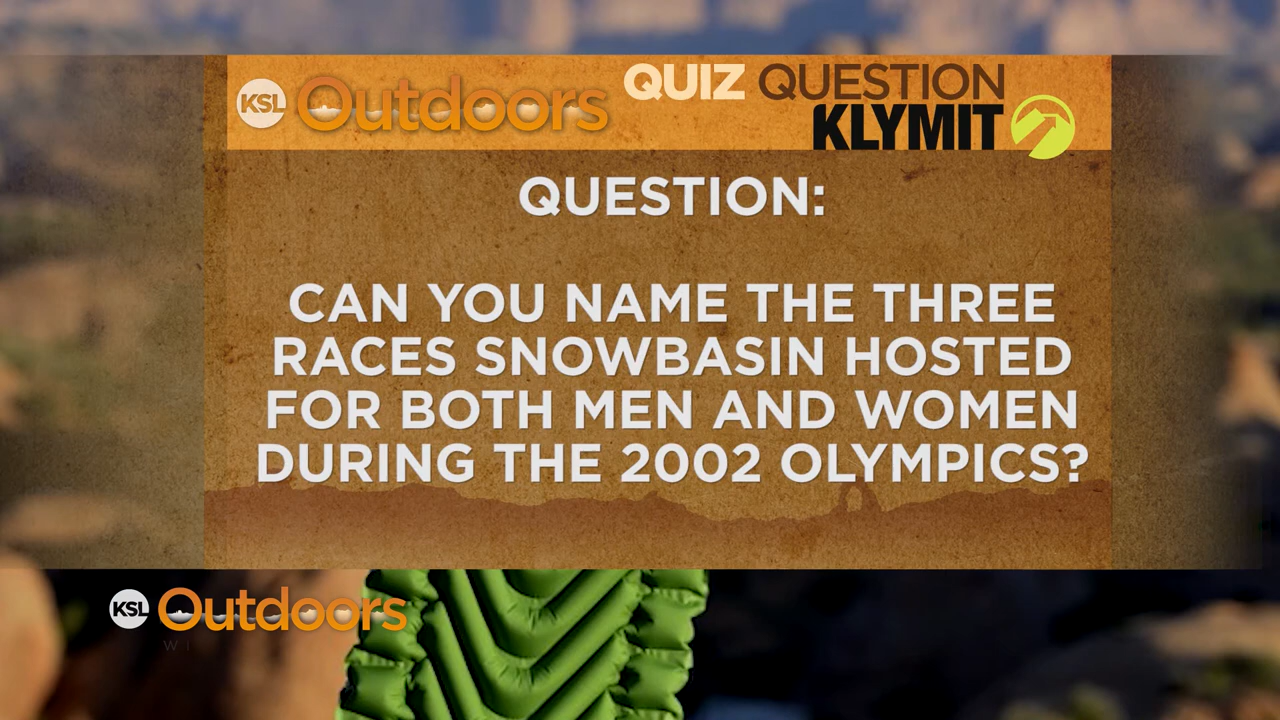 KSL Outdoors
QUIZ QUESTION
KLYMIT
QUESTION:
CAN YOU NAME THE THREE
RACES SNOWBASIN HOSTED
FOR BOTH MEN AND WOMEN
DURING THE 2002 OLYMPICS?
KSL Outdoors
W I